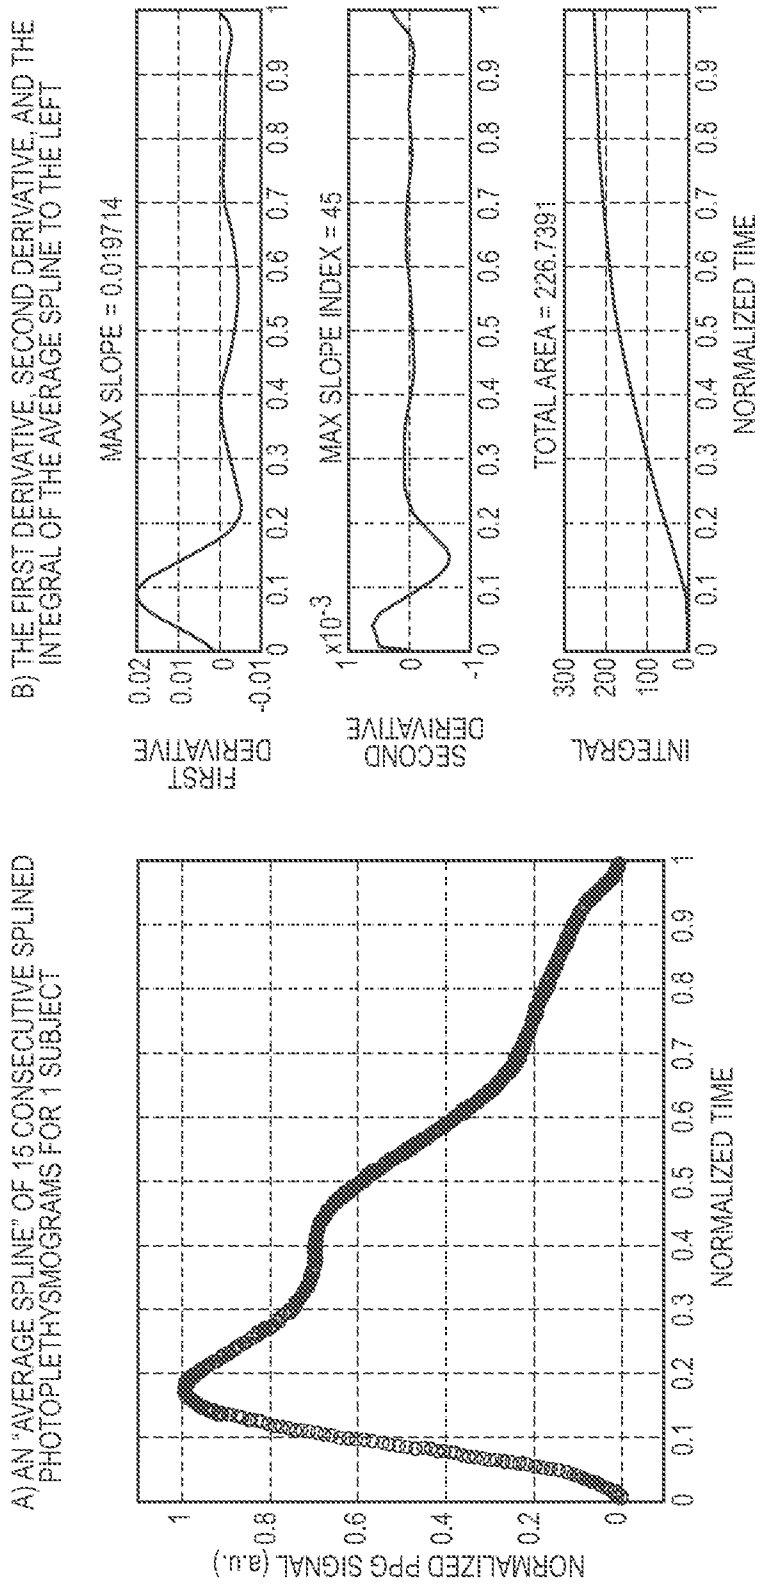 A) AN "AVERAGE SPLINE" OF 15 CONSECUTIVE SPLINED
PHOTOPLETHYSMOGRAMS FOR 1 SUBJECT
NORMALIZED PPG SIGNAL (a.u.)
1
0.8
0.6
0.4
0.2
0
0 0.1 0.2 0.3 0.4 0.5 0.6 0.7 0.8 0.9 1
NORMALIZED TIME
B) THE FIRST DERIVATIVE, SECOND DERIVATIVE, AND THE
INTEGRAL OF THE AVERAGE SPLINE TO THE LEFT
MAX SLOPE = 0.019714
FIRST
DERIVATIVE
0.02
0.01
0
-0.01
0 0.1 0.2 0.3 0.4 0.5 0.6 0.7 0.8 0.9 1
x10-3
MAX SLOPE INDEX = 45
SECOND
DERIVATIVE
1
0
-1
0 0.1 0.2 0.3 0.4 0.5 0.6 0.7 0.8 0.9 1
TOTAL AREA = 226.7391
INTEGRAL
300
200
100
0
0 0.1 0.2 0.3 0.4 0.5 0.6 0.7 0.8 0.9 1
NORMALIZED TIME